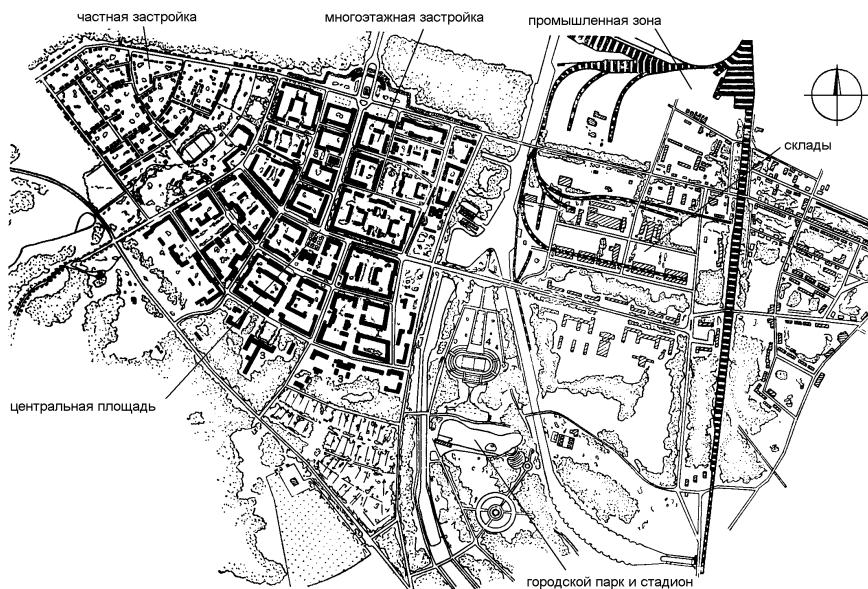 частная застройка
многоэтажная застройка
промышленная зона
склады
центральная площадь
городской парк и стадион